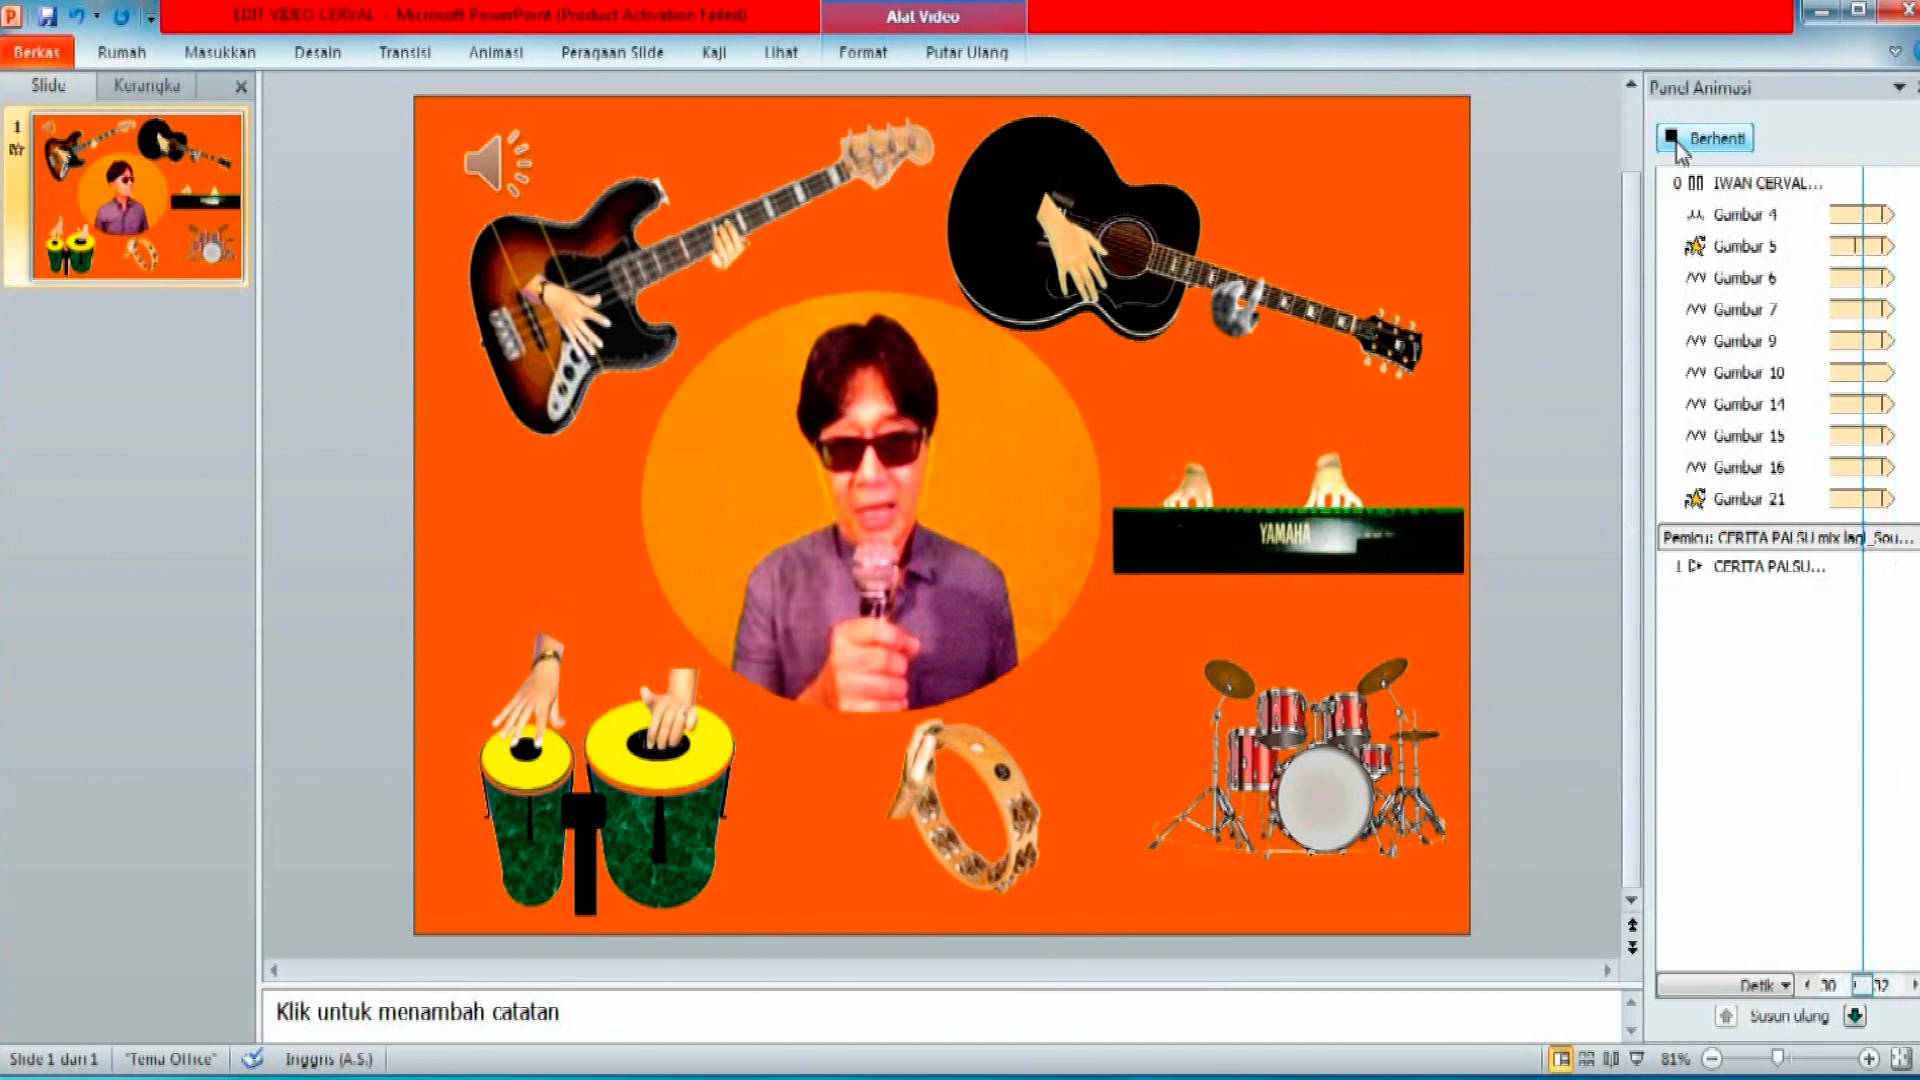 EDIT VIDEO CERVAL - Microsoft PowerPoint (Product Activation Failed)
Alat Video
Berkas Rumah Masukkan Desain Transisi Animasi Peragaan Slide Kaji Lihat Format Putar Ulang
Slide Kerangka
1
Panel Animasi
Berhenti
0 IWAN CERVAL...
Gambar 4
Gambar 5
Gambar 6
Gambar 7
Gambar 9
Gambar 10
Gambar 14
Gambar 15
Gambar 16
Gambar 21
Pemicu: CERITA PALSU mix lagi_Sou...
1 CERITA PALSU...
YAMAHA
Detik 30 32
Susun ulang
Klik untuk menambah catatan
Slide 1 dari 1 "Tema Office" Inggris (A.S.) 81%